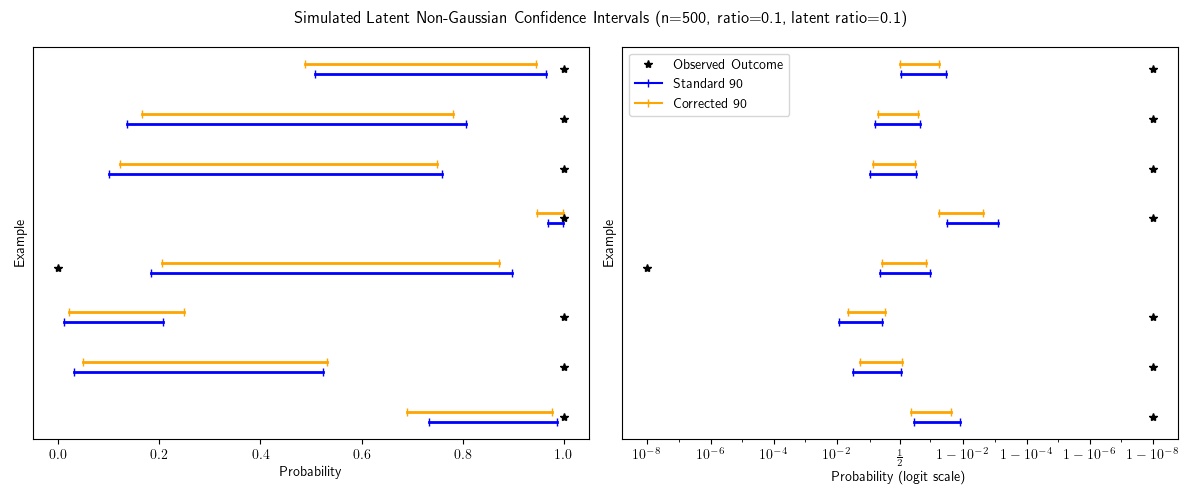 Simulated Latent Non-Gaussian Confidence Intervals (n=500, ratio=0.1, latent ratio=0.1)
Example
0.0 0.2 0.4 0.6 0.8 1.0
Probability
Observed Outcome
Standard 90
Corrected 90
Example
10⁻⁸ 10⁻⁶ 10⁻⁴ 10⁻² 1/2 1 − 10⁻² 1 − 10⁻⁴ 1 − 10⁻⁶ 1 − 10⁻⁸
Probability (logit scale)